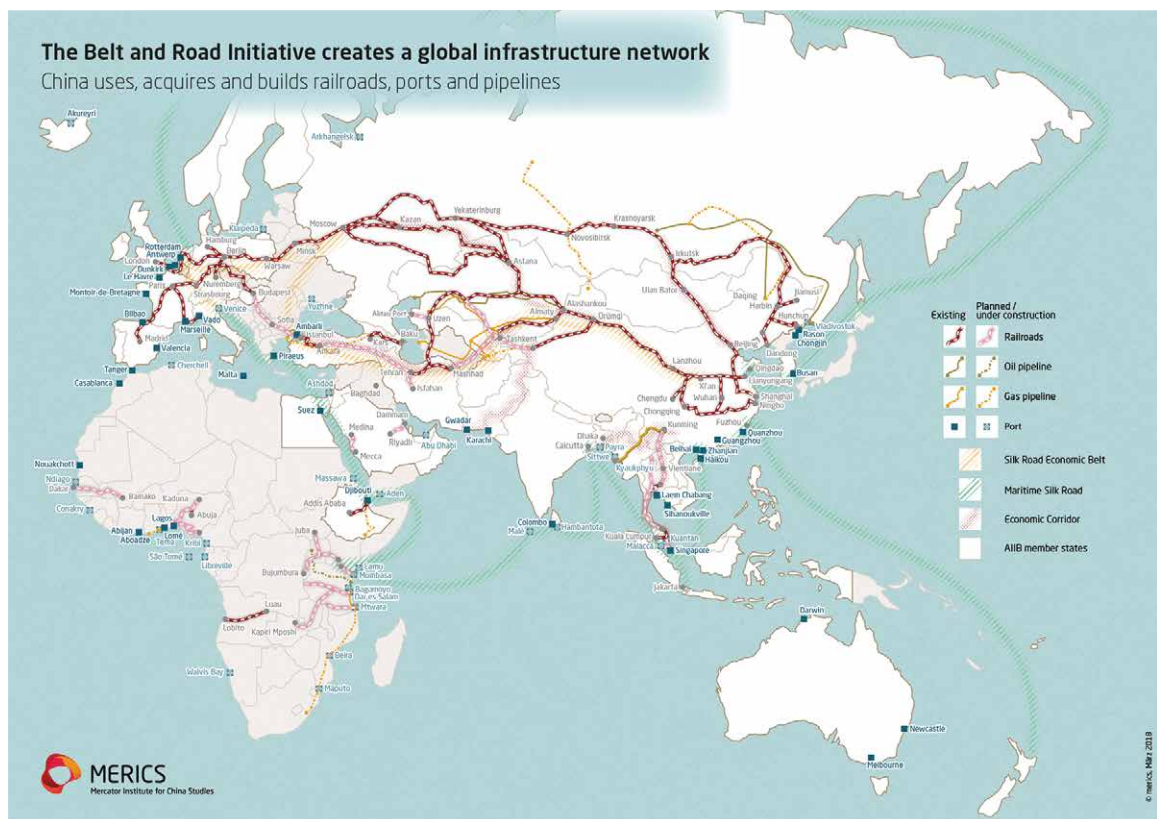 The Belt and Road Initiative creates a global infrastructure network
China uses, acquires and builds railroads, ports and pipelines
Akureyri
Arkhangelsk
Klaipeda
Moscow
Kazan
Yekaterinburg
Krasnoyarsk
Novosibirsk
Irkutsk
Rotterdam
Antwerp
Hamburg
Berlin
London
Dunkirk
Le Havre
Paris
Minsk
Warsaw
Nuremberg
Strasbourg
Budapest
Montoir-de-Bretagne
Astana
Ulan Bator
Daqing
Jiamusi
Harbin
Hunchun
Vladivostok
Rason
Chongjin
Venice
Yuzhne
Bilbao
Vado
Marseille
Madrid
Valencia
Sofia
Ambarli
Istanbul
Ankara
Kars
Baku
Aktau Port
Uzen
Almaty
Alashankou
Ürümqi
Tashkent
Lanzhou
Beijing
Dandong
Qingdao
Lianyungang
Busan
Tanger
Casablanca
Cherchell
Malta
Piraeus
Tehran
Mashhad
Isfahan
Baghdad
Ashdod
Suez
Xi'an
Wuhan
Chengdu
Chongqing
Shanghai
Ningbo
Fuzhou
Quanzhou
Guangzhou
Medina
Dammam
Riyadh
Mecca
Abu Dhabi
Gwadar
Karachi
Dhaka
Calcutta
Payra
Sittwe
Kyaukphyu
Kunming
Beihai
Zhanjian
Haikou
Vientiane
Nouakchott
Ndiago
Dakar
Bamako
Conakry
Kaduna
Abuja
Lagos
Abijan
Aboadze
Lomé
Tema
Kribi
São Tomé
Libreville
Massawa
Djibouti
Aden
Addis Ababa
Juba
Laem Chabang
Sihanoukville
Colombo
Hambantota
Malé
Kuala Lumpur
Kuantan
Malacca
Singapore
Jakarta
Bujumbura
Lamu
Mombasa
Bagamoyo
Dar es Salam
Mtwara
Luau
Lobito
Kapiri Mposhi
Walvis Bay
Beira
Maputo
Darwin
Newcastle
Melbourne
Existing
Planned /
under construction
Railroads
Oil pipeline
Gas pipeline
Port
Silk Road Economic Belt
Maritime Silk Road
Economic Corridor
AIIB member states
MERICS
Mercator Institute for China Studies
© merics, März 2018